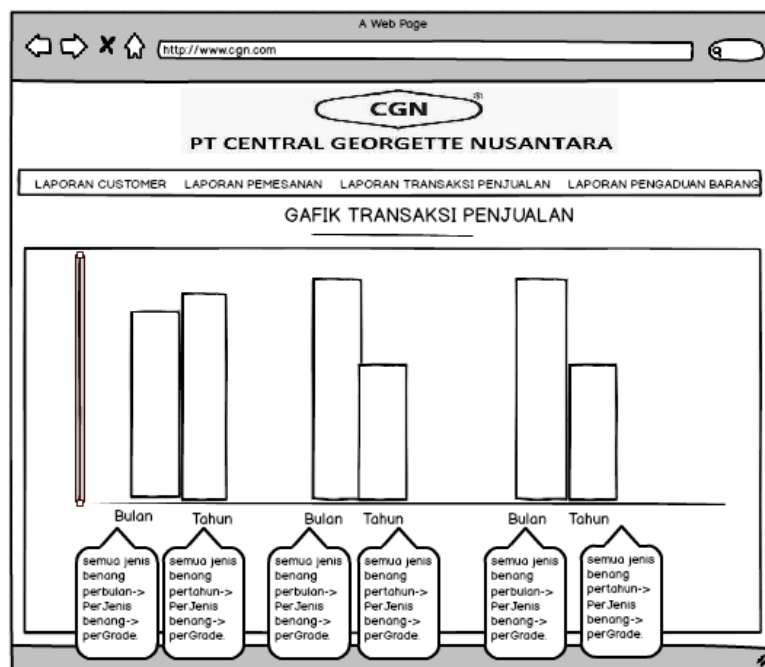 A Web Page
http://www.cgn.com
CGN ®
PT CENTRAL GEORGETTE NUSANTARA
LAPORAN CUSTOMER LAPORAN PEMESANAN LAPORAN TRANSAKSI PENJUALAN LAPORAN PENGADUAN BARANG
GAFIK TRANSAKSI PENJUALAN
Bulan Tahun Bulan Tahun Bulan Tahun
semua jenis
benang
perbulan->
PerJenis
benang->
perGrade.
semua jenis
benang
pertahun->
PerJenis
benang->
perGrade.
semua jenis
benang
perbulan->
PerJenis
benang->
perGrade.
semua jenis
benang
pertahun->
PerJenis
benang->
perGrade.
semua jenis
benang
perbulan->
PerJenis
benang->
perGrade.
semua jenis
benang
pertahun->
PerJenis
benang->
perGrade.